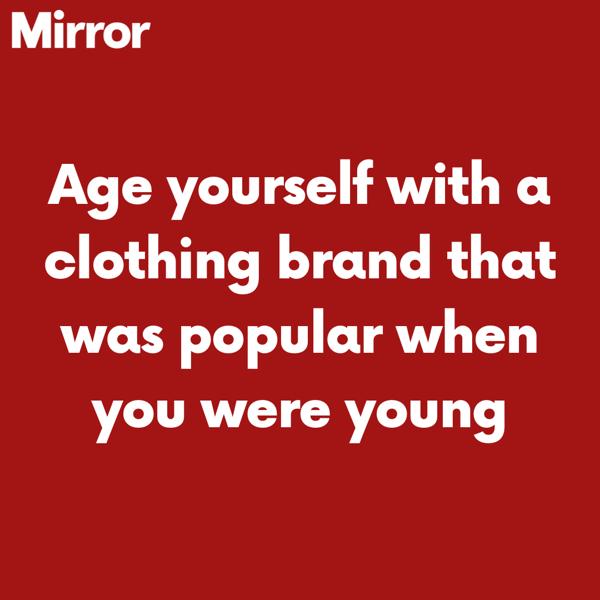 Mirror
Age yourself with a
clothing brand that
was popular when
you were young